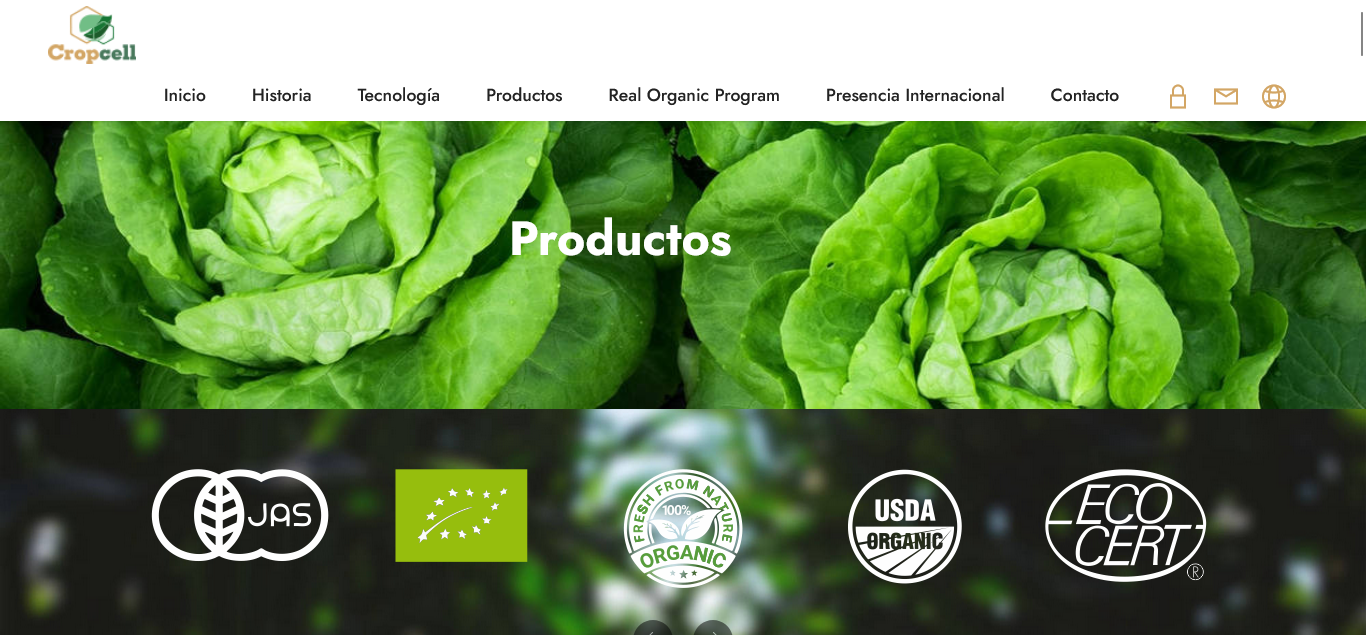 Cropcell
Inicio Historia Tecnología Productos Real Organic Program Presencia Internacional Contacto
Productos
JAS
FRESH FROM NATURE
100%
ORGANIC
USDA
ORGANIC
ECO
CERT
®